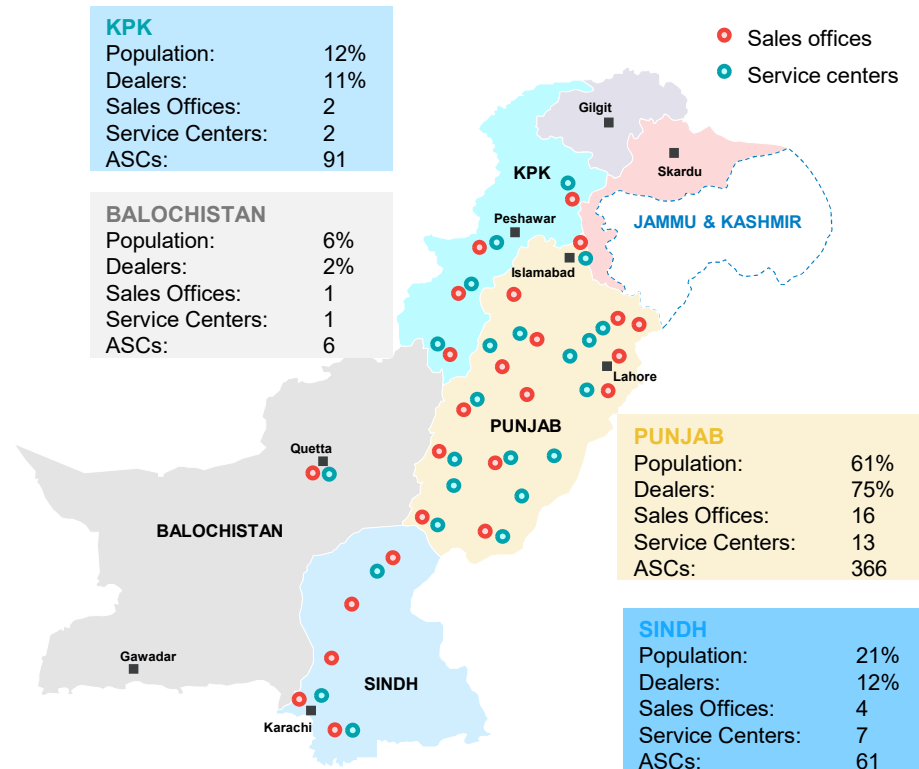 KPK
Population: 12%
Dealers: 11%
Sales Offices: 2
Service Centers: 2
ASCs: 91
Sales offices
Service centers
BALOCHISTAN
Population: 6%
Dealers: 2%
Sales Offices: 1
Service Centers: 1
ASCs: 6
Gilgit
Skardu
KPK
JAMMU & KASHMIR
Peshawar
Islamabad
Lahore
PUNJAB
Quetta
BALOCHISTAN
Gawadar
SINDH
Karachi
PUNJAB
Population: 61%
Dealers: 75%
Sales Offices: 16
Service Centers: 13
ASCs: 366
SINDH
Population: 21%
Dealers: 12%
Sales Offices: 4
Service Centers: 7
ASCs: 61